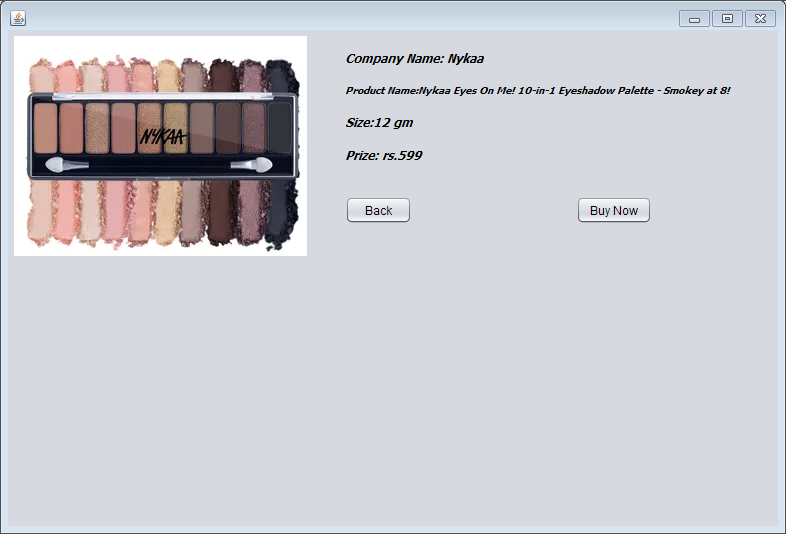 Company Name: Nykaa
Product Name:Nykaa Eyes On Me! 10-in-1 Eyeshadow Palette - Smokey at 8!
NYKAA
Size:12 gm
Prize: rs.599
Back
Buy Now